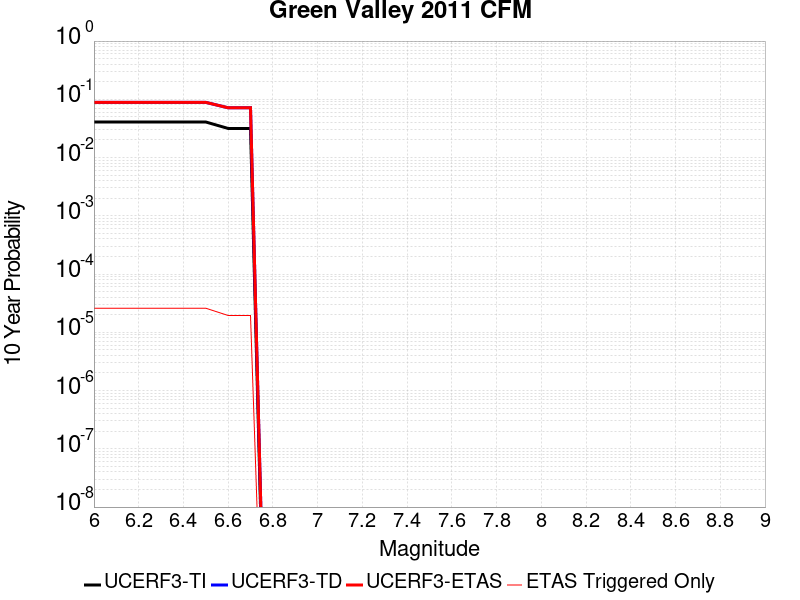 Green Valley 2011 CFM
10 Year Probability
10^0
10^-1
10^-2
10^-3
10^-4
10^-5
10^-6
10^-7
10^-8
6 6.2 6.4 6.6 6.8 7 7.2 7.4 7.6 7.8 8 8.2 8.4 8.6 8.8 9
Magnitude
UCERF3-TI UCERF3-TD UCERF3-ETAS ETAS Triggered Only